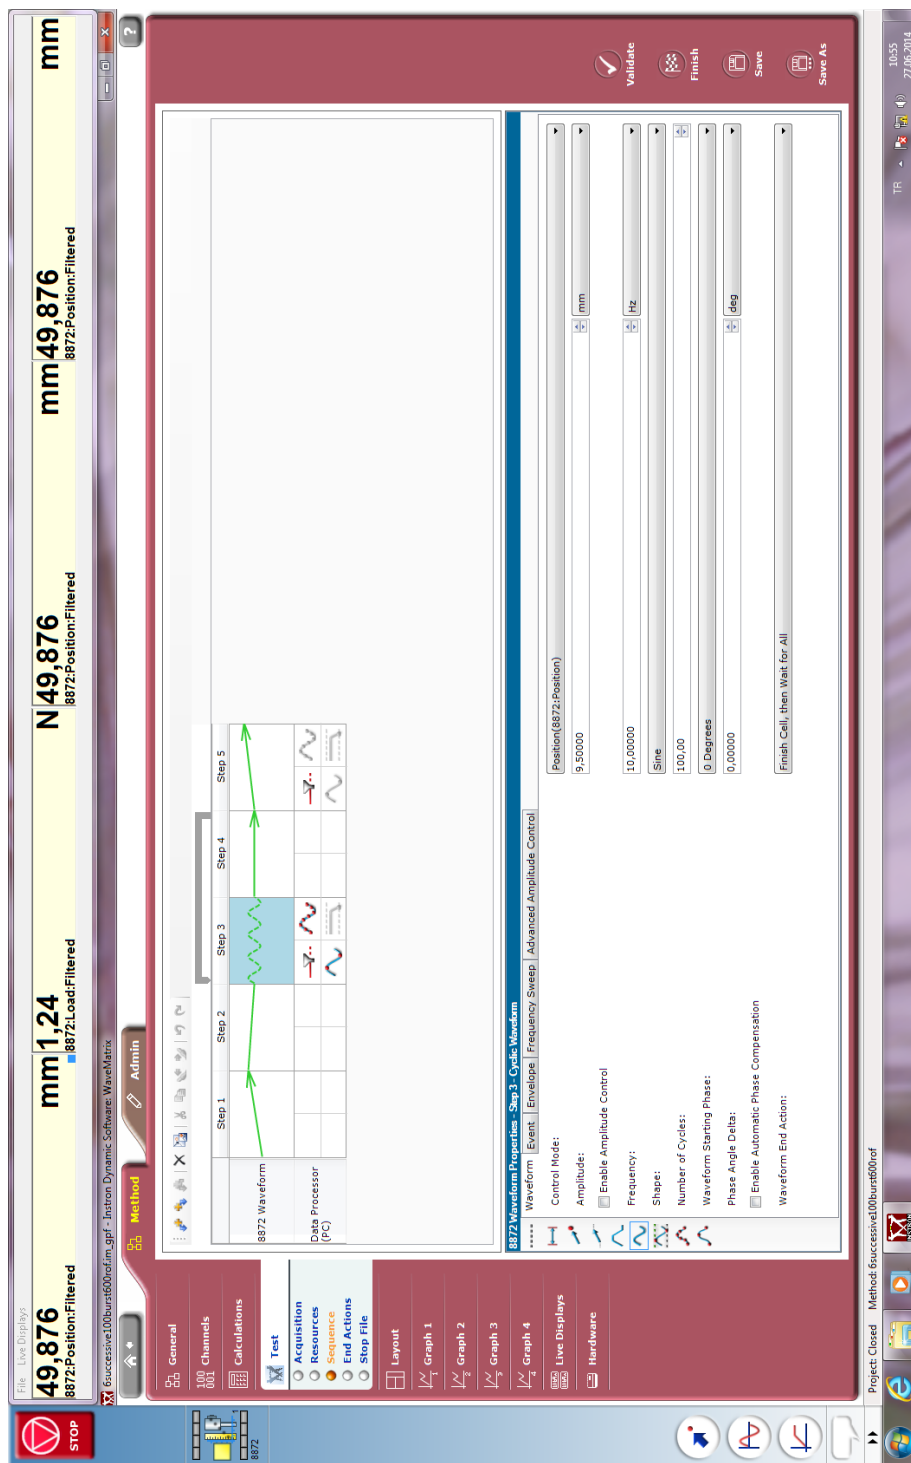 File Live Displays
STOP
49,876 mm
8872:Position:Filtered
1,24 N
8872:Load:Filtered
49,876 mm
8872:Position:Filtered
49,876 mm
8872:Position:Filtered
6successive100burst600rof.im_gpf - Instron Dynamic Software: WaveMatrix
Method
Admin
?
8872
General
100
001
Channels
Calculations
Test
Acquisition
Resources
Sequence
End Actions
Stop File
Layout
Graph 1
Graph 2
Graph 3
Graph 4
Live Displays
Hardware
Step 1
Step 2
Step 3
Step 4
Step 5
8872 Waveform
Data Processor
(PC)
8872 Waveform Properties - Step 3 - Cyclic Waveform
Waveform
Event
Envelope
Frequency Sweep
Advanced Amplitude Control
Control Mode: Position(8872:Position)
Amplitude: 9,50000 mm
Enable Amplitude Control
Frequency: 10,00000 Hz
Shape: Sine
Number of Cycles: 100,00
Waveform Starting Phase: 0 Degrees
Phase Angle Delta: 0,00000 deg
Enable Automatic Phase Compensation
Waveform End Action: Finish Cell, then Wait for All
Validate
Finish
Save
Save As
Project: Closed Method: 6successive100burst600rof
TR
10:55
27.06.2014